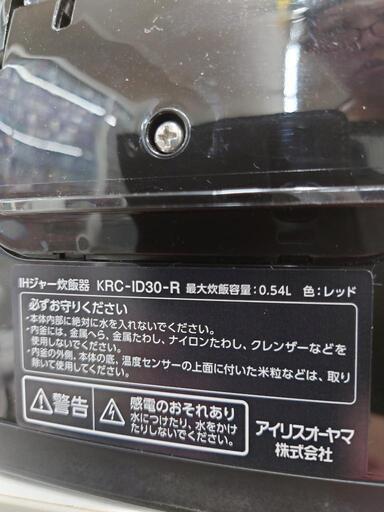 IHジャー炊飯器 KRC-ID30-R 最大炊飯容量:0.54L 色:レッド
必ずお守りください
・本体内部に絶対に水を入れないでください。
・内釜には、金属へら、金属たわし、ナイロンたわし、クレンザーなどを
使用しないでください。
・内釜の外側、本体の底、温度センサーの上面に付いた米粒などは、取り
除いて使用してください。
警告
感電のおそれあり
水につけたり、水をかけ
たりしないでください。
アイリスオーヤマ
株式会社